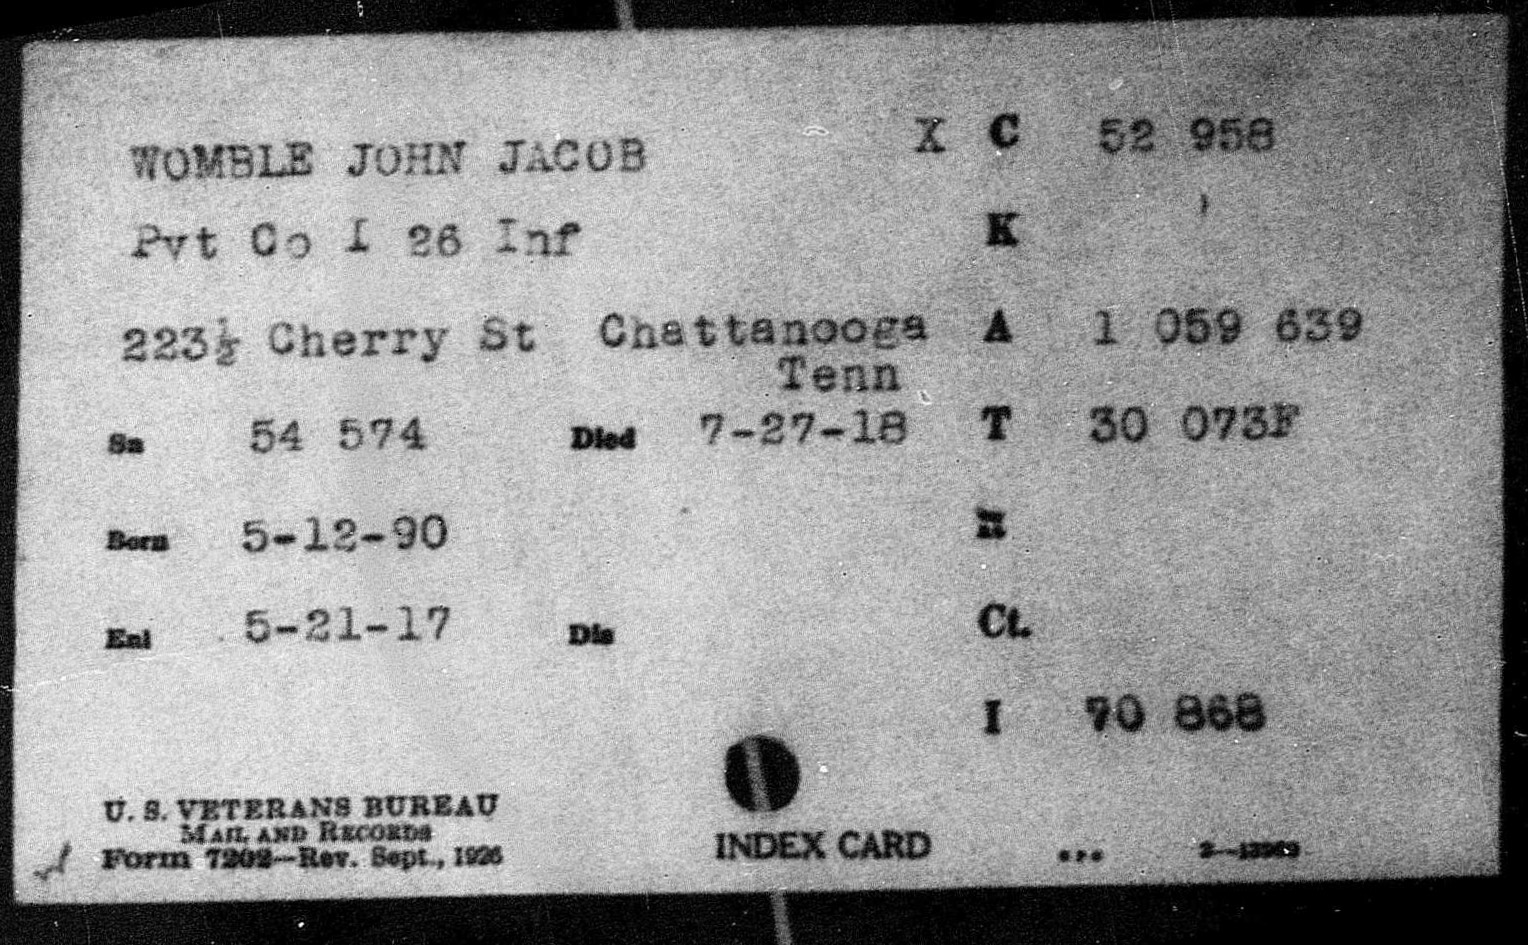 WOMBLE JOHN JACOB X C 52 958
Pvt Co I 26 Inf K
223½ Cherry St Chattanooga A 1 059 639
Tenn
Sn 54 574 Died 7-27-18 T 30 073F
Born 5-12-90 R
Enl 5-21-17 Dis Ct.
I 70 868
U. S. VETERANS BUREAU
MAIL AND RECORDS
Form 7202—Rev. Sept., 1926 INDEX CARD